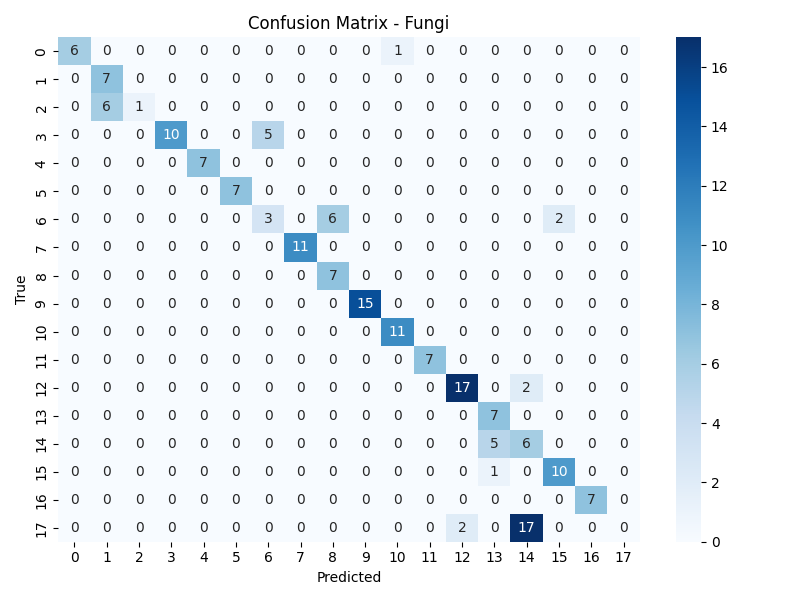 Confusion Matrix - Fungi
0 6 0 0 0 0 0 0 0 0 0 1 0 0 0 0 0 0 0
1 0 7 0 0 0 0 0 0 0 0 0 0 0 0 0 0 0 0
2 0 6 1 0 0 0 0 0 0 0 0 0 0 0 0 0 0 0
3 0 0 0 10 0 0 5 0 0 0 0 0 0 0 0 0 0 0
4 0 0 0 0 7 0 0 0 0 0 0 0 0 0 0 0 0 0
5 0 0 0 0 0 7 0 0 0 0 0 0 0 0 0 0 0 0
6 0 0 0 0 0 0 3 0 6 0 0 0 0 0 0 2 0 0
7 0 0 0 0 0 0 0 11 0 0 0 0 0 0 0 0 0 0
8 0 0 0 0 0 0 0 0 7 0 0 0 0 0 0 0 0 0
9 0 0 0 0 0 0 0 0 0 15 0 0 0 0 0 0 0 0
10 0 0 0 0 0 0 0 0 0 0 11 0 0 0 0 0 0 0
11 0 0 0 0 0 0 0 0 0 0 0 7 0 0 0 0 0 0
12 0 0 0 0 0 0 0 0 0 0 0 0 17 0 2 0 0 0
13 0 0 0 0 0 0 0 0 0 0 0 0 0 7 0 0 0 0
14 0 0 0 0 0 0 0 0 0 0 0 0 0 5 6 0 0 0
15 0 0 0 0 0 0 0 0 0 0 0 0 0 1 0 10 0 0
16 0 0 0 0 0 0 0 0 0 0 0 0 0 0 0 0 7 0
17 0 0 0 0 0 0 0 0 0 0 0 0 2 0 17 0 0 0
0 1 2 3 4 5 6 7 8 9 10 11 12 13 14 15 16 17
Predicted
True
16
14
12
10
8
6
4
2
0